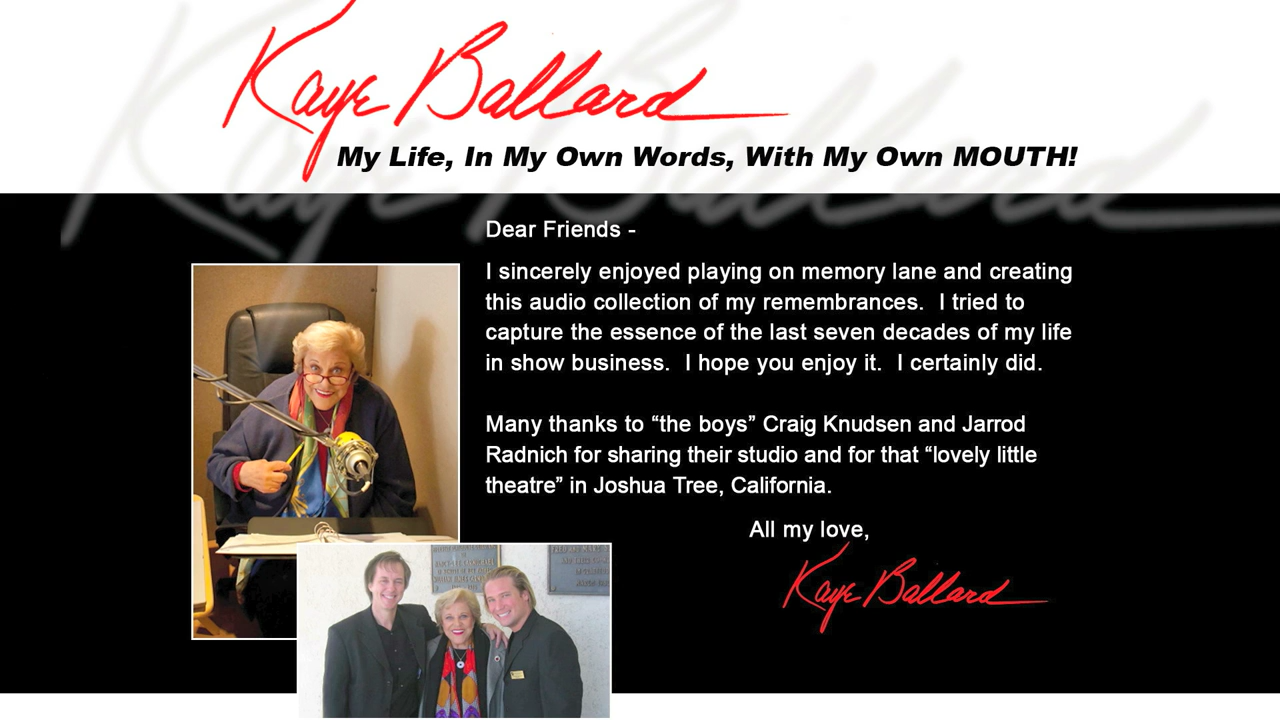 Kaye Ballard
My Life, In My Own Words, With My Own MOUTH!
Dear Friends -
I sincerely enjoyed playing on memory lane and creating
this audio collection of my remembrances.  I tried to
capture the essence of the last seven decades of my life
in show business.  I hope you enjoy it.  I certainly did.
Many thanks to “the boys” Craig Knudsen and Jarrod
Radnich for sharing their studio and for that “lovely little
theatre” in Joshua Tree, California.
All my love,
Kaye Ballard